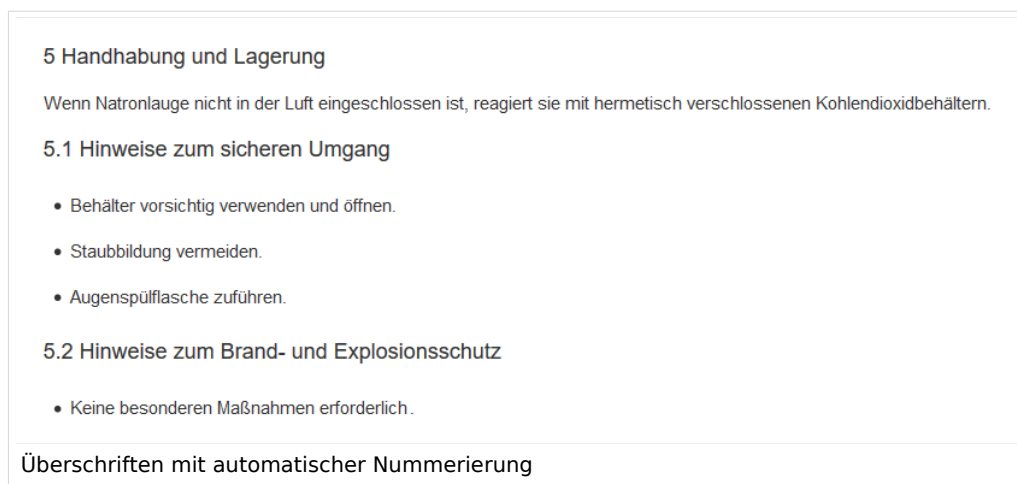 5 Handhabung und Lagerung
Wenn Natronlauge nicht in der Luft eingeschlossen ist, reagiert sie mit hermetisch verschlossenen Kohlendioxidbehältern.
5.1 Hinweise zum sicheren Umgang
• Behälter vorsichtig verwenden und öffnen.
• Staubbildung vermeiden.
• Augenspülflasche zuführen.
5.2 Hinweise zum Brand- und Explosionsschutz
• Keine besonderen Maßnahmen erforderlich.
Überschriften mit automatischer Nummerierung